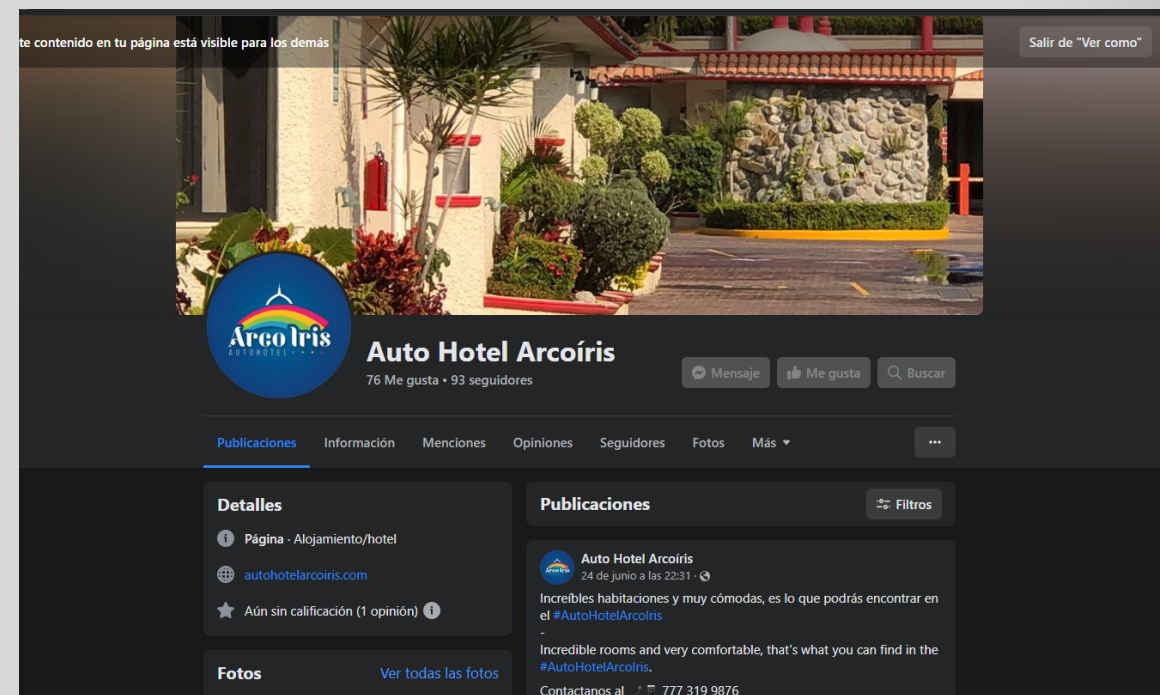 te contenido en tu página está visible para los demás
Salir de "Ver como"
Arco Iris
AUTOHOTEL
Auto Hotel Arcoíris
76 Me gusta • 93 seguidores
Mensaje
Me gusta
Buscar
Publicaciones
Información
Menciones
Opiniones
Seguidores
Fotos
Más
Detalles
Página · Alojamiento/hotel
autohotelarcoiris.com
Aún sin calificación (1 opinión)
Fotos
Ver todas las fotos
Publicaciones
Filtros
Arco Iris
Auto Hotel Arcoíris
24 de junio a las 22:31 ·
Increíbles habitaciones y muy cómodas, es lo que podrás encontrar en
el #AutoHotelArcoIris
-
Incredible rooms and very comfortable, that's what you can find in the
#AutoHotelArcoIris.
Contactanos al 777 319 9876